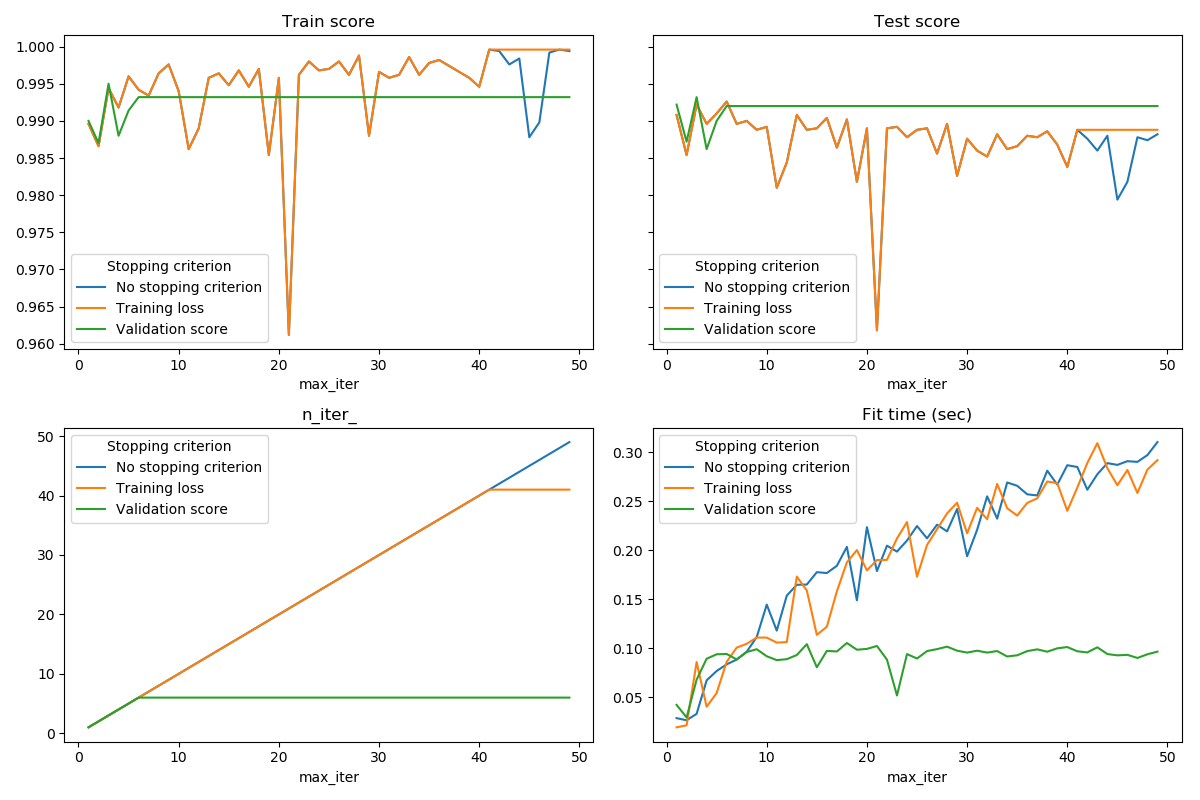 Train score
1.000
0.995
0.990
0.985
0.980
0.975
0.970
0.965
0.960
Stopping criterion
No stopping criterion
Training loss
Validation score
0 10 20 30 40 50
max_iter
Test score
Stopping criterion
No stopping criterion
Training loss
Validation score
0 10 20 30 40 50
max_iter
n_iter_
50
40
30
20
10
0
Stopping criterion
No stopping criterion
Training loss
Validation score
0 10 20 30 40 50
max_iter
Fit time (sec)
0.30
0.25
0.20
0.15
0.10
0.05
Stopping criterion
No stopping criterion
Training loss
Validation score
0 10 20 30 40 50
max_iter